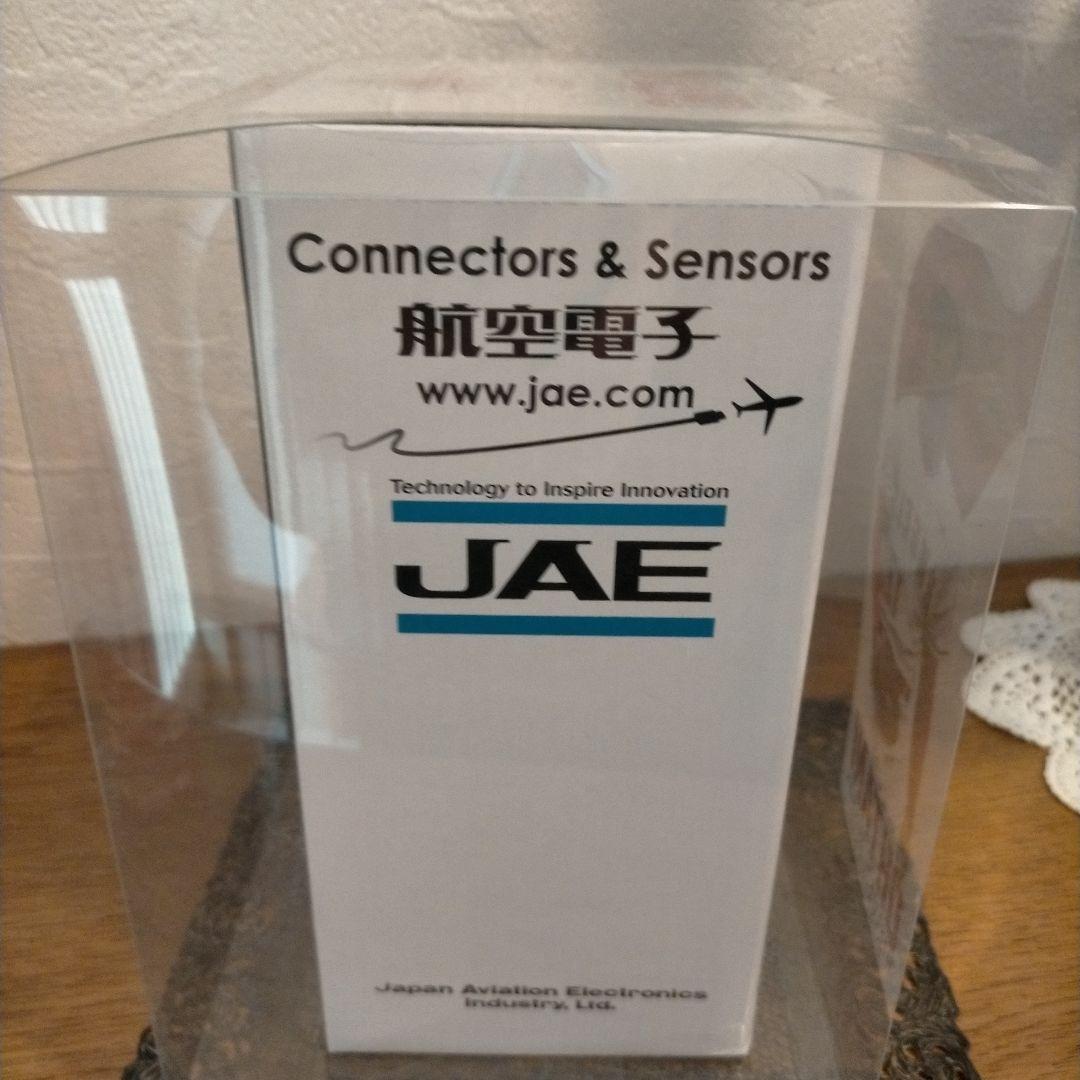 Connectors & Sensors
航空電子
www.jae.com
Technology to Inspire Innovation
JAE
Japan Aviation Electronics
Industry, Ltd.